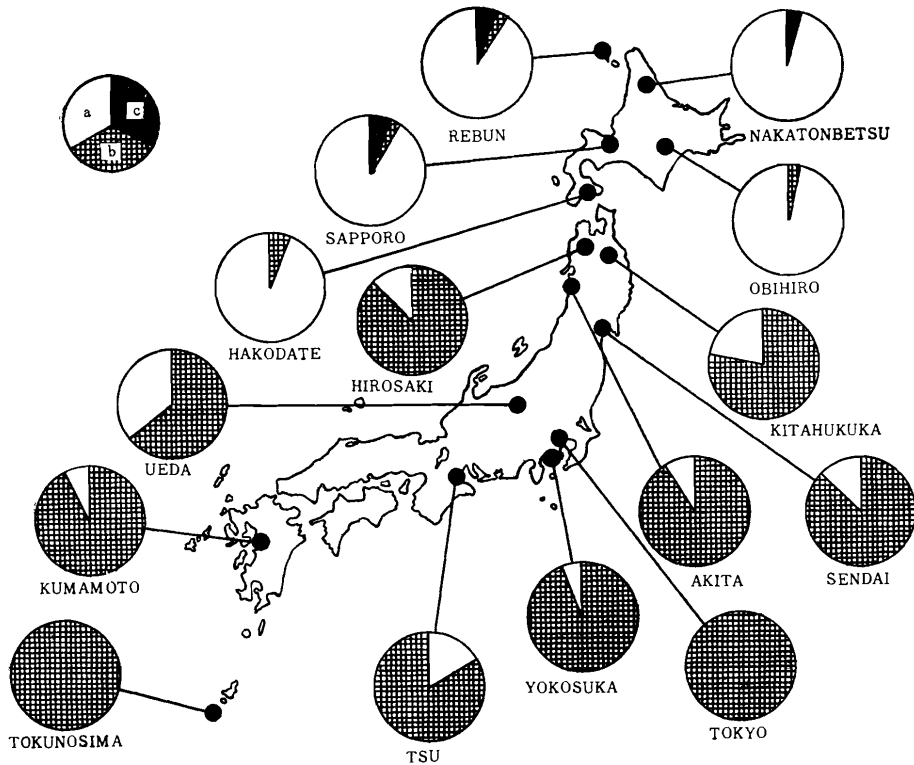 a
c
b
REBUN
NAKATONBETSU
SAPPORO
OBIHIRO
HAKODATE
HIROSAKI
KITAHUKUKA
UEDA
KUMAMOTO
AKITA
SENDAI
YOKOSUKA
TOKUNOSIMA
TSU
TOKYO